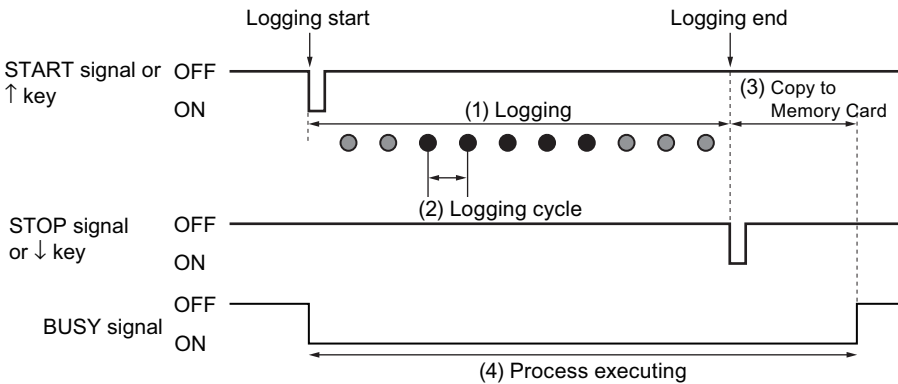 Logging start
Logging end
START signal or
↑ key
OFF
ON
(1) Logging
(3) Copy to
Memory Card
(2) Logging cycle
STOP signal
or ↓ key
OFF
ON
BUSY signal
OFF
ON
(4) Process executing